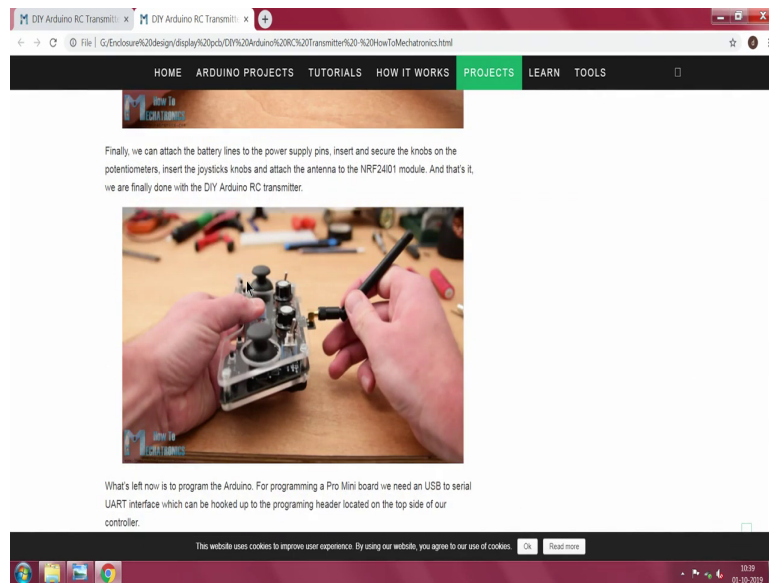 DIY Arduino RC Transmitte
DIY Arduino RC Transmitte
File G:/Enclosure%20design/display%20pcb/DIY%20Arduino%20RC%20Transmitter%20-%20HowToMechatronics.html
HOME ARDUINO PROJECTS TUTORIALS HOW IT WORKS PROJECTS LEARN TOOLS
How To
MECHATRONICS
Finally, we can attach the battery lines to the power supply pins, insert and secure the knobs on the
potentiometers, insert the joysticks knobs and attach the antenna to the NRF24l01 module. And that's it,
we are finally done with the DIY Arduino RC transmitter.
How To
MECHATRONICS
What's left now is to program the Arduino. For programming a Pro Mini board we need an USB to serial
UART interface which can be hooked up to the programing header located on the top side of our
controller.
This website uses cookies to improve user experience. By using our website, you agree to our use of cookies. Ok Read more
10:39
01-10-2019